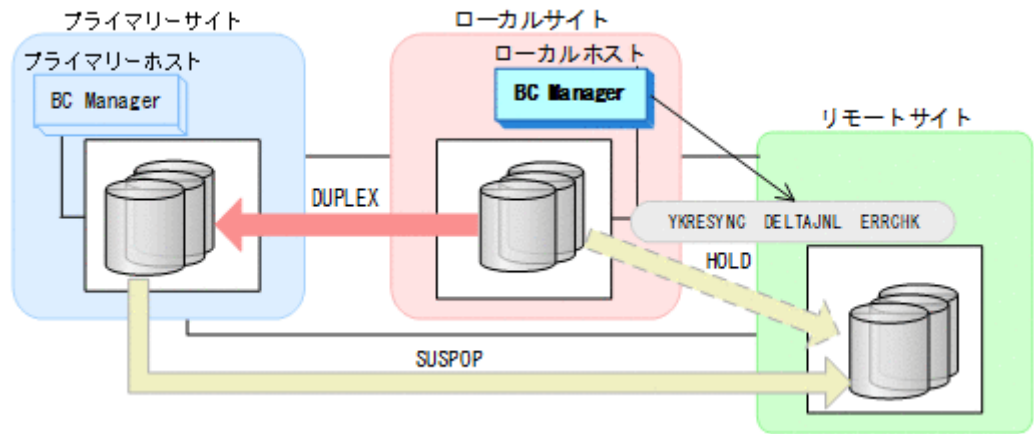 プライマリーサイト
プライマリーホスト
BC Manager
ローカルサイト
ローカルホスト
BC Manager
リモートサイト
DUPLEX
YKRESYNC DELTAJNL ERRCHK
HOLD
SUSPOP